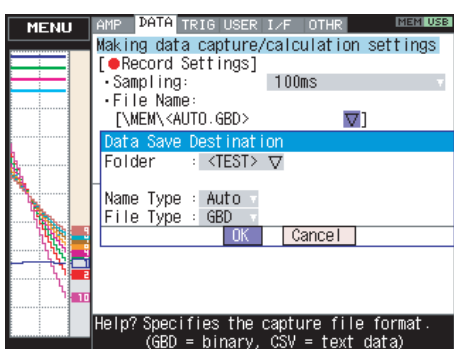 MENU AMP DATA TRIG USER I/F OTHR MEM USB
Making data capture/calculation settings
[●Record Settings]
・Sampling: 100ms
・File Name:
[\MEM\<AUTO.GBD> ▽]
Data Save Destination
Folder : <TEST> ▽
Name Type : Auto
File Type : GBD
OK Cancel
10
Help? Specifies the capture file format.
(GBD = binary, CSV = text data)